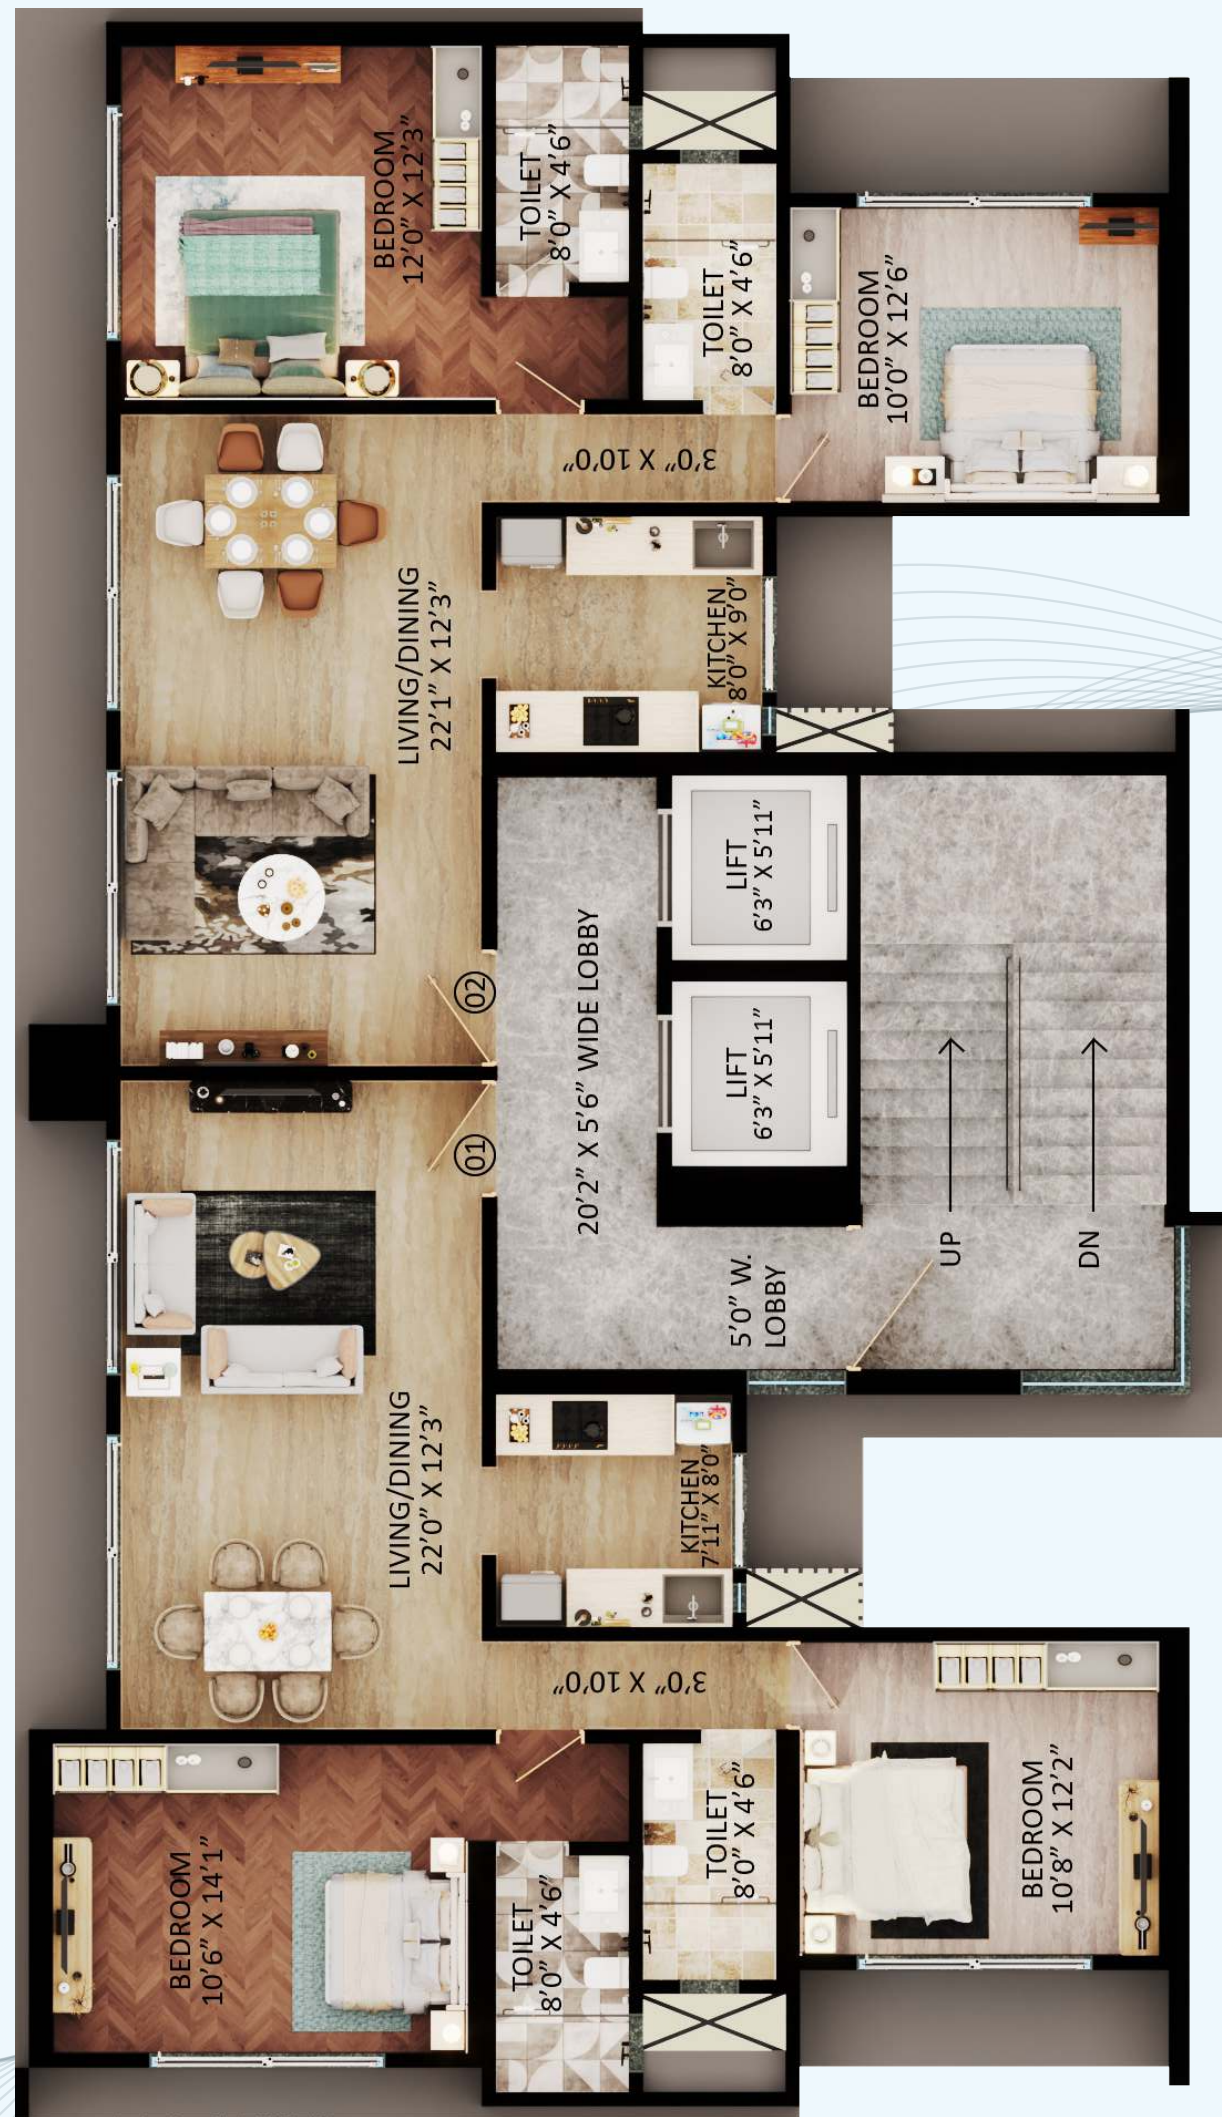 BEDROOM
12'0" X 12'3"
TOILET
8'0" X 4'6"
TOILET
8'0" X 4'6"
BEDROOM
10'0" X 12'6"
3'0" X 10'0"
LIVING/DINING
22'1" X 12'3"
KITCHEN
8'0" X 9'0"
02
20'2" X 5'6" WIDE LOBBY
LIFT
6'3" X 5'11"
LIFT
6'3" X 5'11"
01
UP
DN
5'0" W.
LOBBY
LIVING/DINING
22'0" X 12'3"
KITCHEN
7'11" X 8'0"
3'0" X 10'0"
BEDROOM
10'6" X 14'1"
TOILET
8'0" X 4'6"
TOILET
8'0" X 4'6"
BEDROOM
10'8" X 12'2"